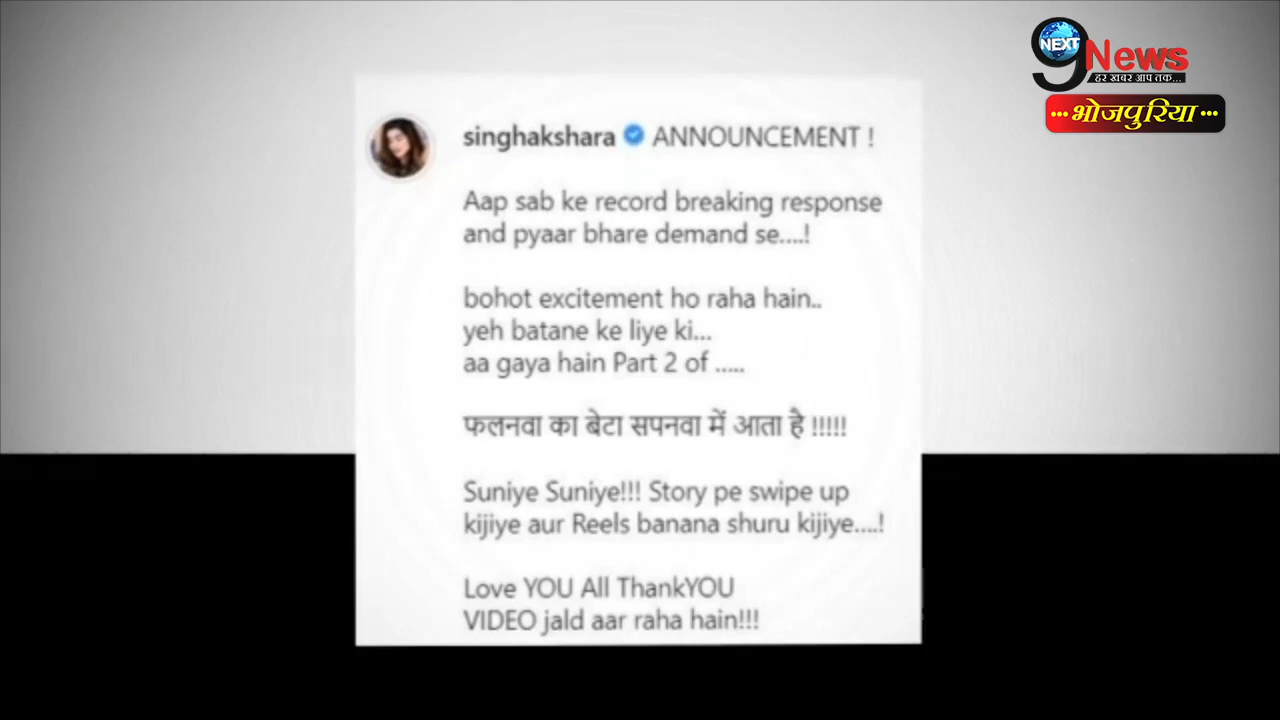 9
NEXT
News
हर खबर आप तक...
...भोजपुरिया...
singhakshara ANNOUNCEMENT !
Aap sab ke record breaking response
and pyaar bhare demand se....!
bohot excitement ho raha hain..
yeh batane ke liye ki...
aa gaya hain Part 2 of .....
फलनवा का बेटा सपनवा में आता है !!!!!
Suniye Suniye!!! Story pe swipe up
kijiye aur Reels banana shuru kijiye....!
Love YOU All ThankYOU
VIDEO jald aar raha hain!!!